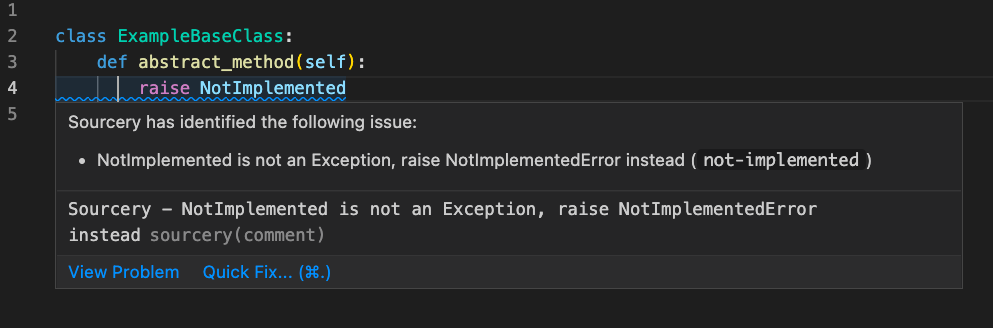 1
2 class ExampleBaseClass:
3 def abstract_method(self):
4 raise NotImplemented
5
Sourcery has identified the following issue:
• NotImplemented is not an Exception, raise NotImplementedError instead ( not-implemented )
Sourcery – NotImplemented is not an Exception, raise NotImplementedError
instead sourcery(comment)
View Problem Quick Fix... (⌘.)